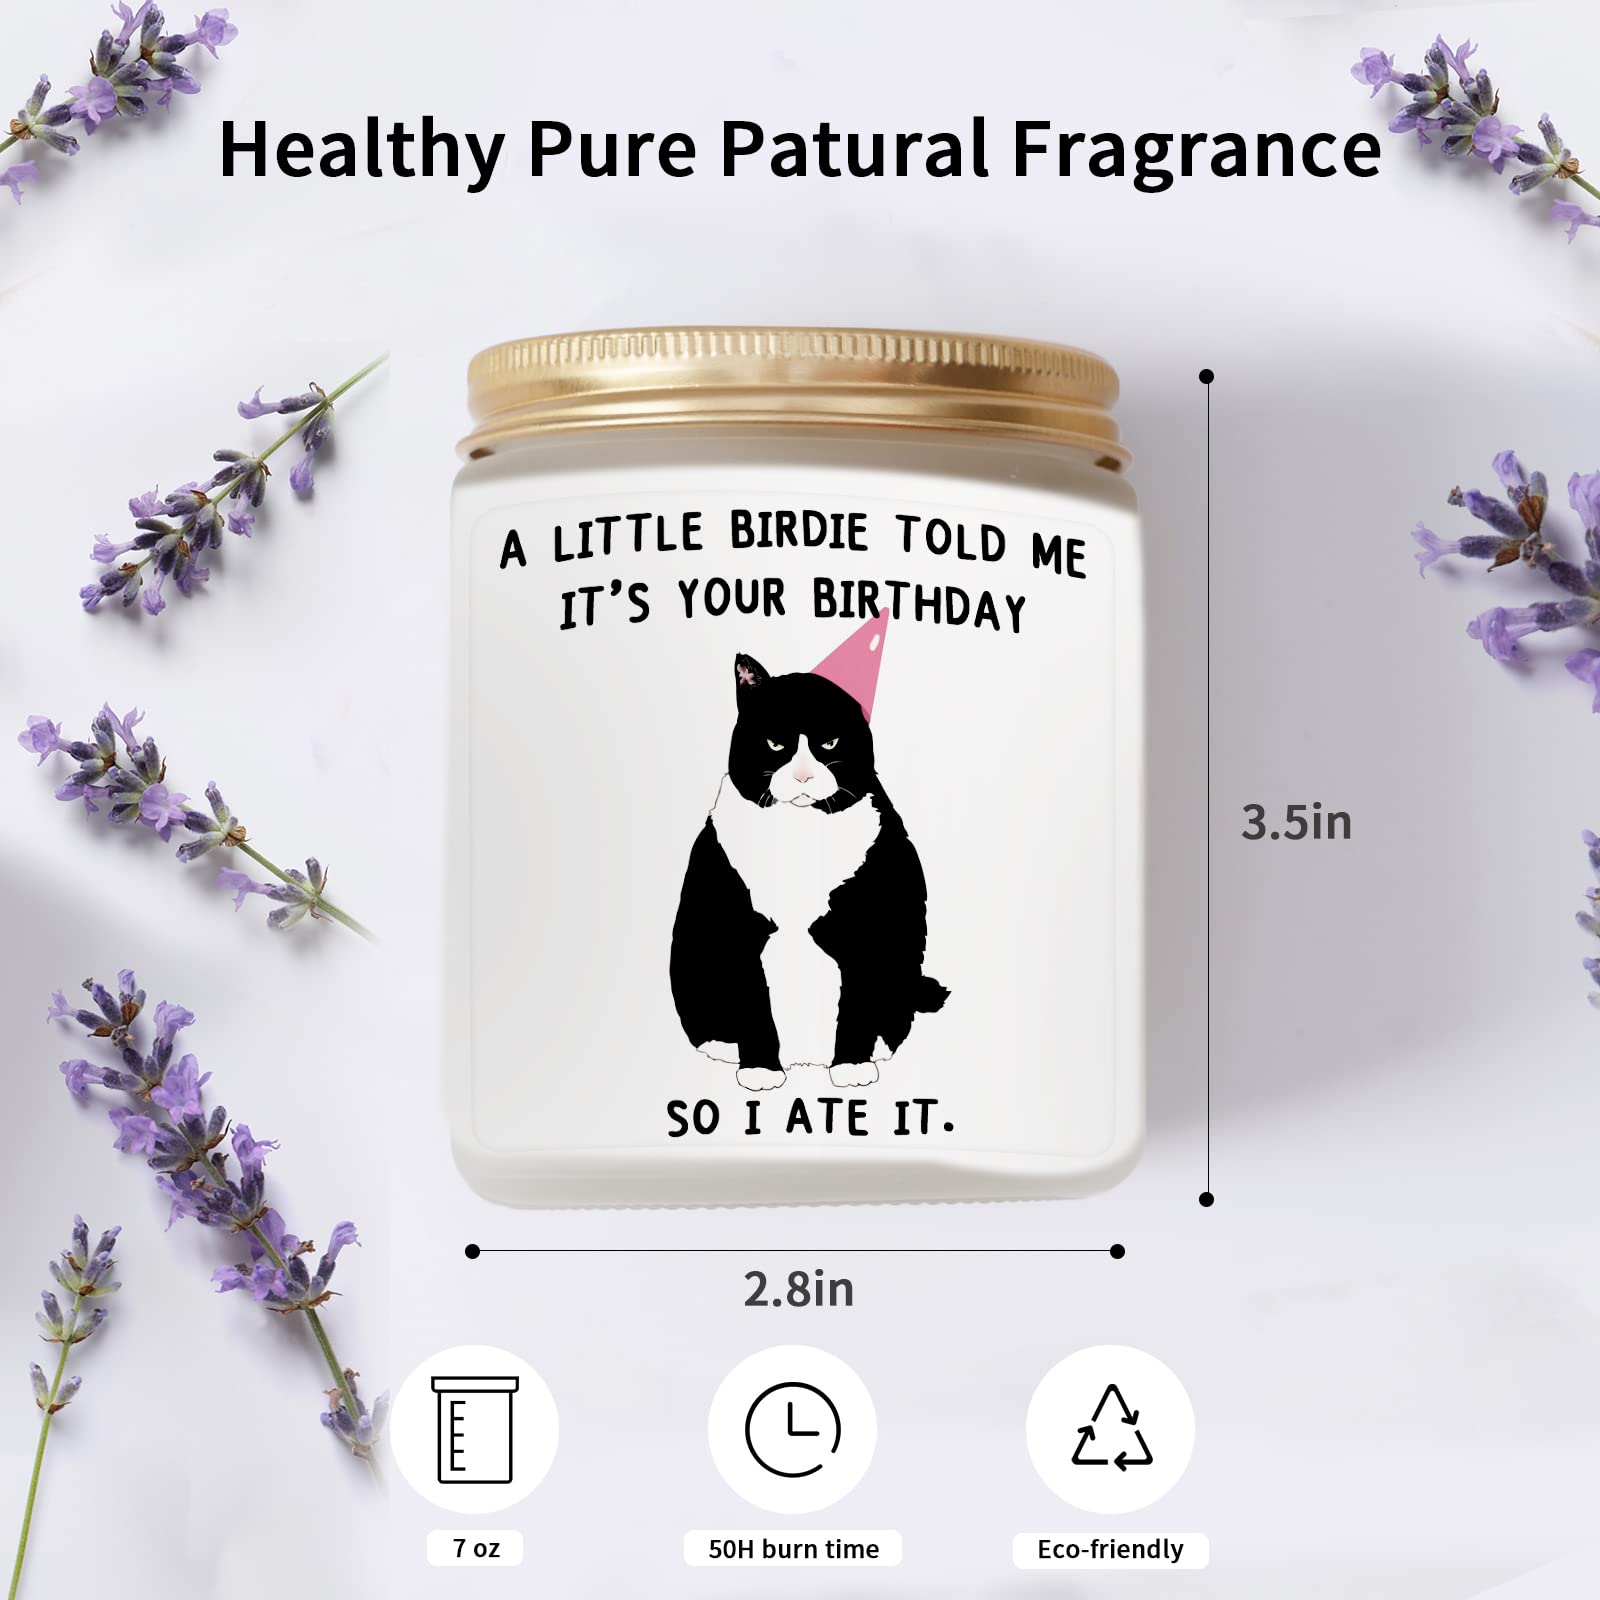 Healthy Pure Patural Fragrance
A LITTLE BIRDIE TOLD ME
IT'S YOUR BIRTHDAY
SO I ATE IT.
3.5in
2.8in
7 oz
50H burn time
Eco-friendly